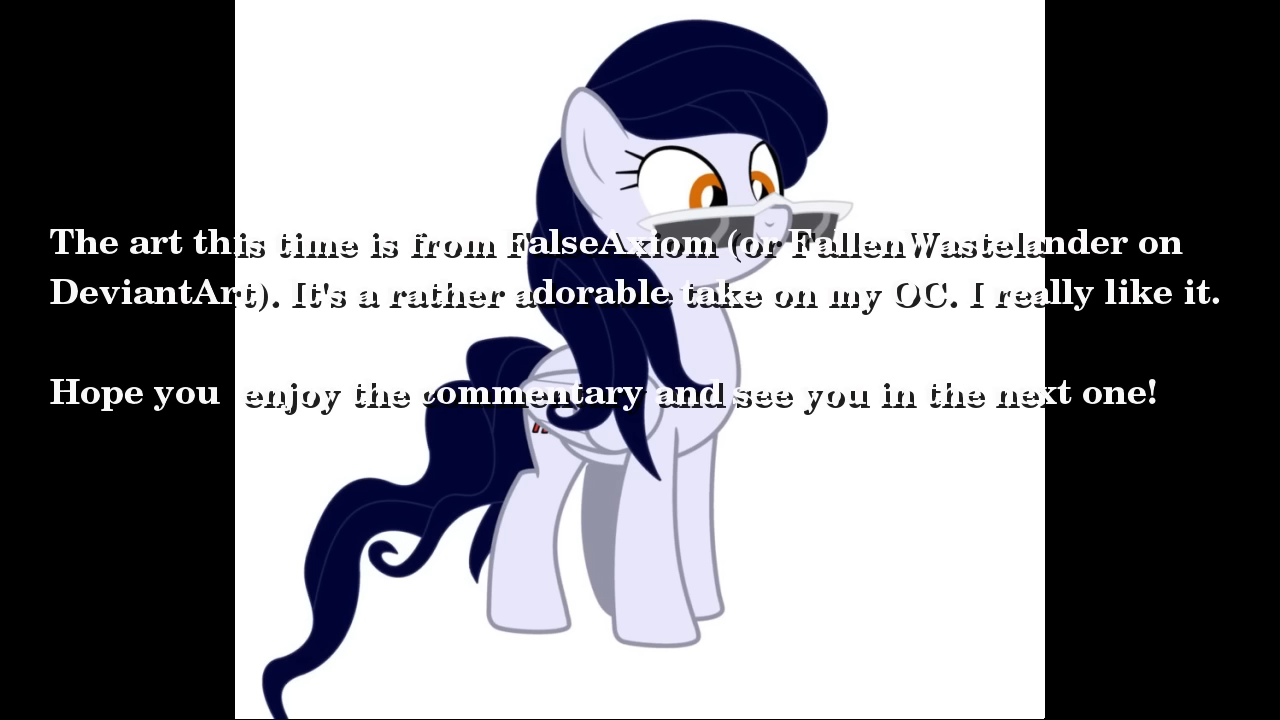 The art this time is from FalseAxiom (or FallenWastelander on
DeviantArt). It's a rather adorable take on my OC. I really like it.
Hope you enjoy the commentary and see you in the next one!